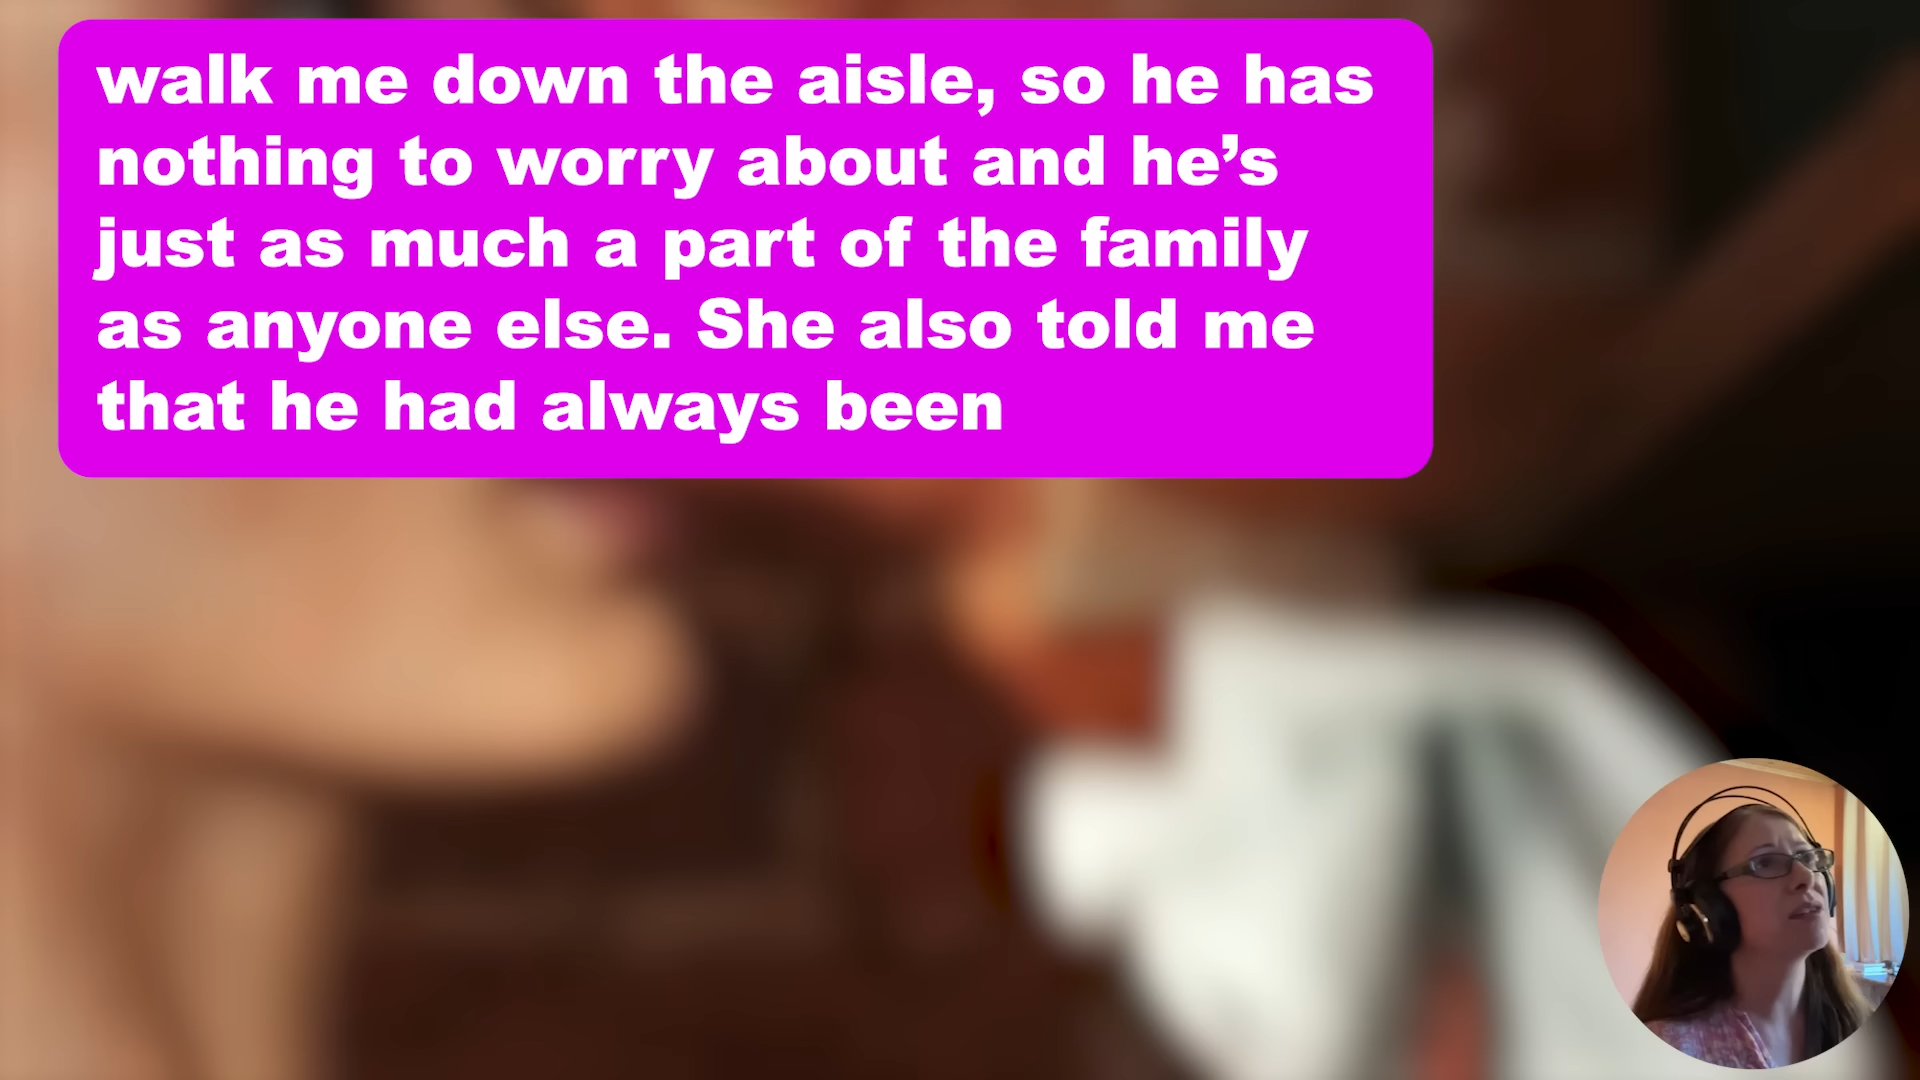 walk me down the aisle, so he has
nothing to worry about and he’s
just as much a part of the family
as anyone else. She also told me
that he had always been